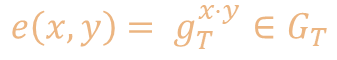 e(x, y) = g_T^{x·y} ∈ G_T